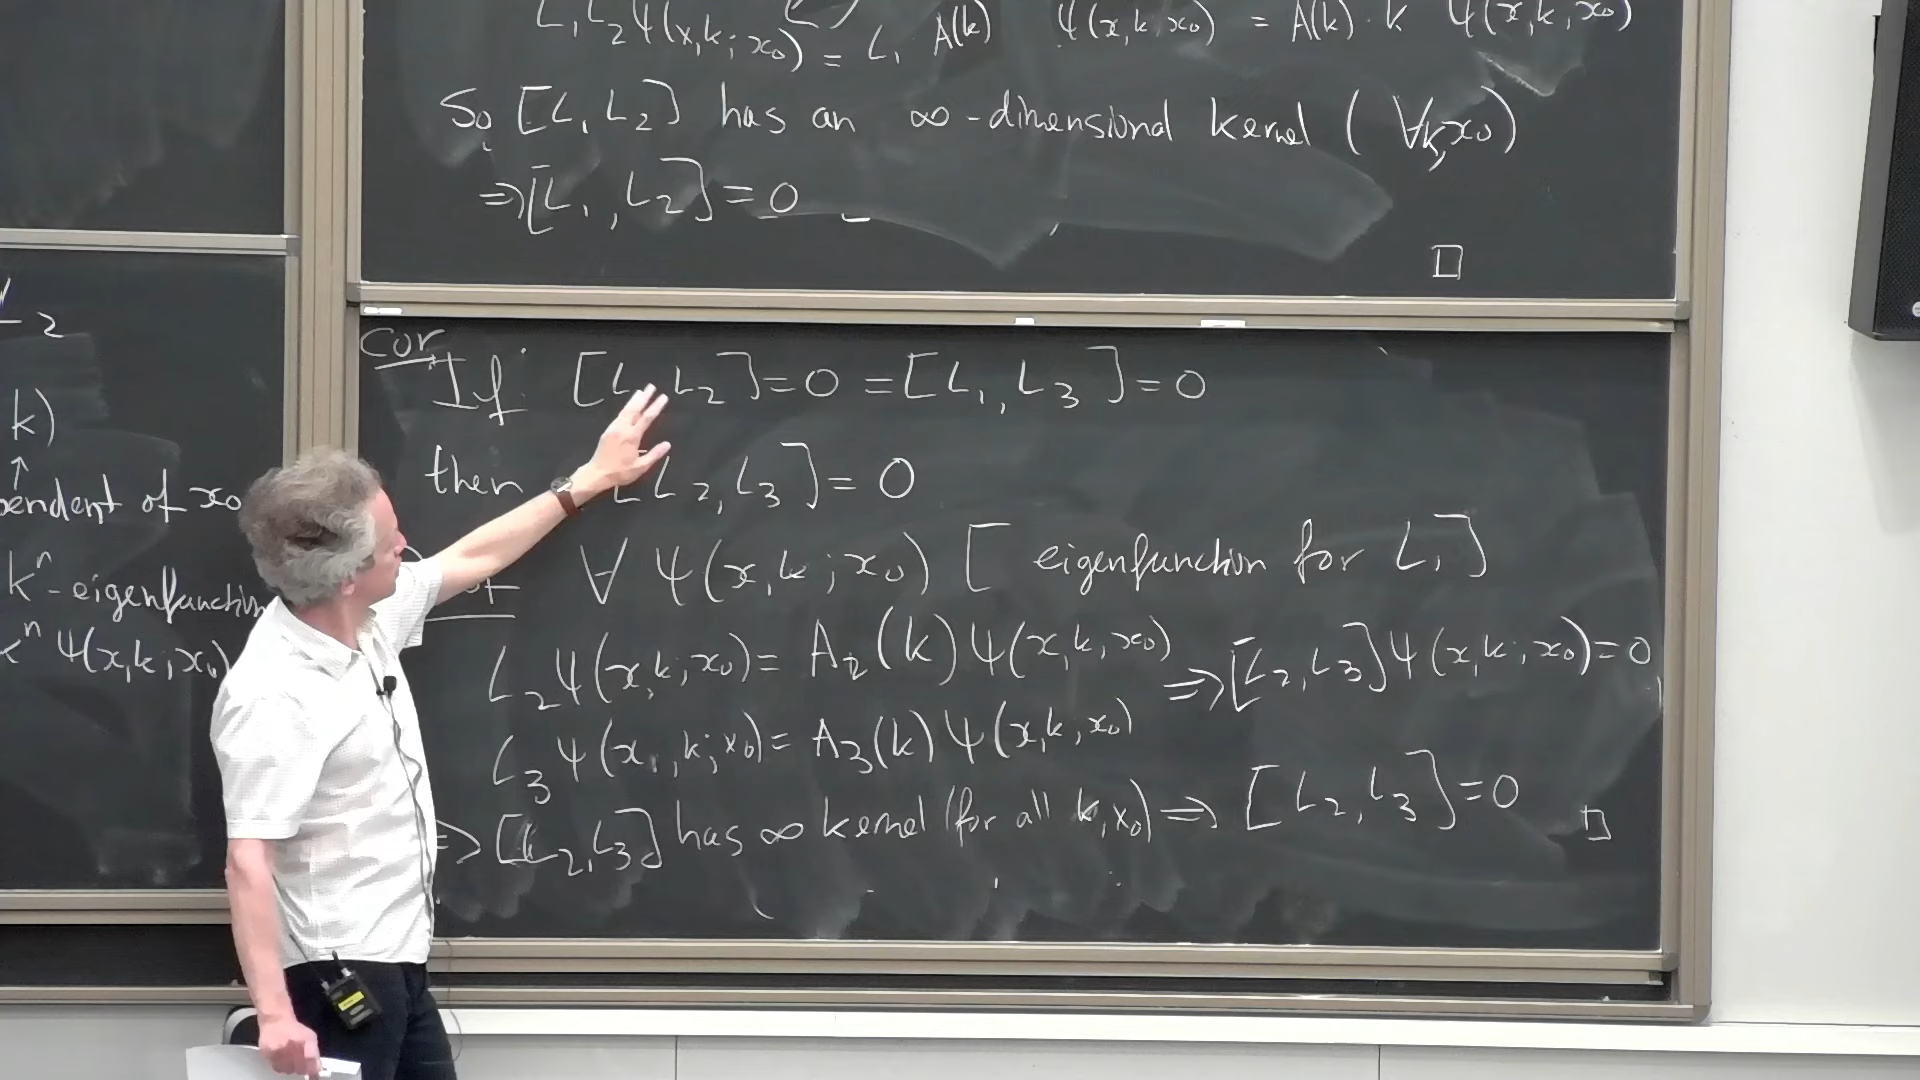 L₁L₂Ψ(x,k;x₀) = L₁ A(k) Ψ(x,k,x₀) = A(k)·k Ψ(x,k,x₀)
So [L₁L₂] has an ∞-dimensional kernel (∀k,x₀)
⇒[L₁,L₂]=0
□
2
k)
↑
pendent of x₀
kⁿ-eigenfunction
kⁿ Ψ(x,k;x₀)
Cor
If [L₁,L₂]=0=[L₁,L₃]=0
then [L₂,L₃]=0
∀ Ψ(x,k;x₀) [eigenfunction for L₁]
L₂Ψ(x,k;x₀)= A₂(k)Ψ(x,k,x₀) ⇒[L₂,L₃]Ψ(x,k;x₀)=0
L₃Ψ(x,k;x₀)= A₃(k)Ψ(x,k,x₀)
⇒[L₂,L₃] has ∞ kernel (for all k,x₀) ⇒ [L₂,L₃]=0 □